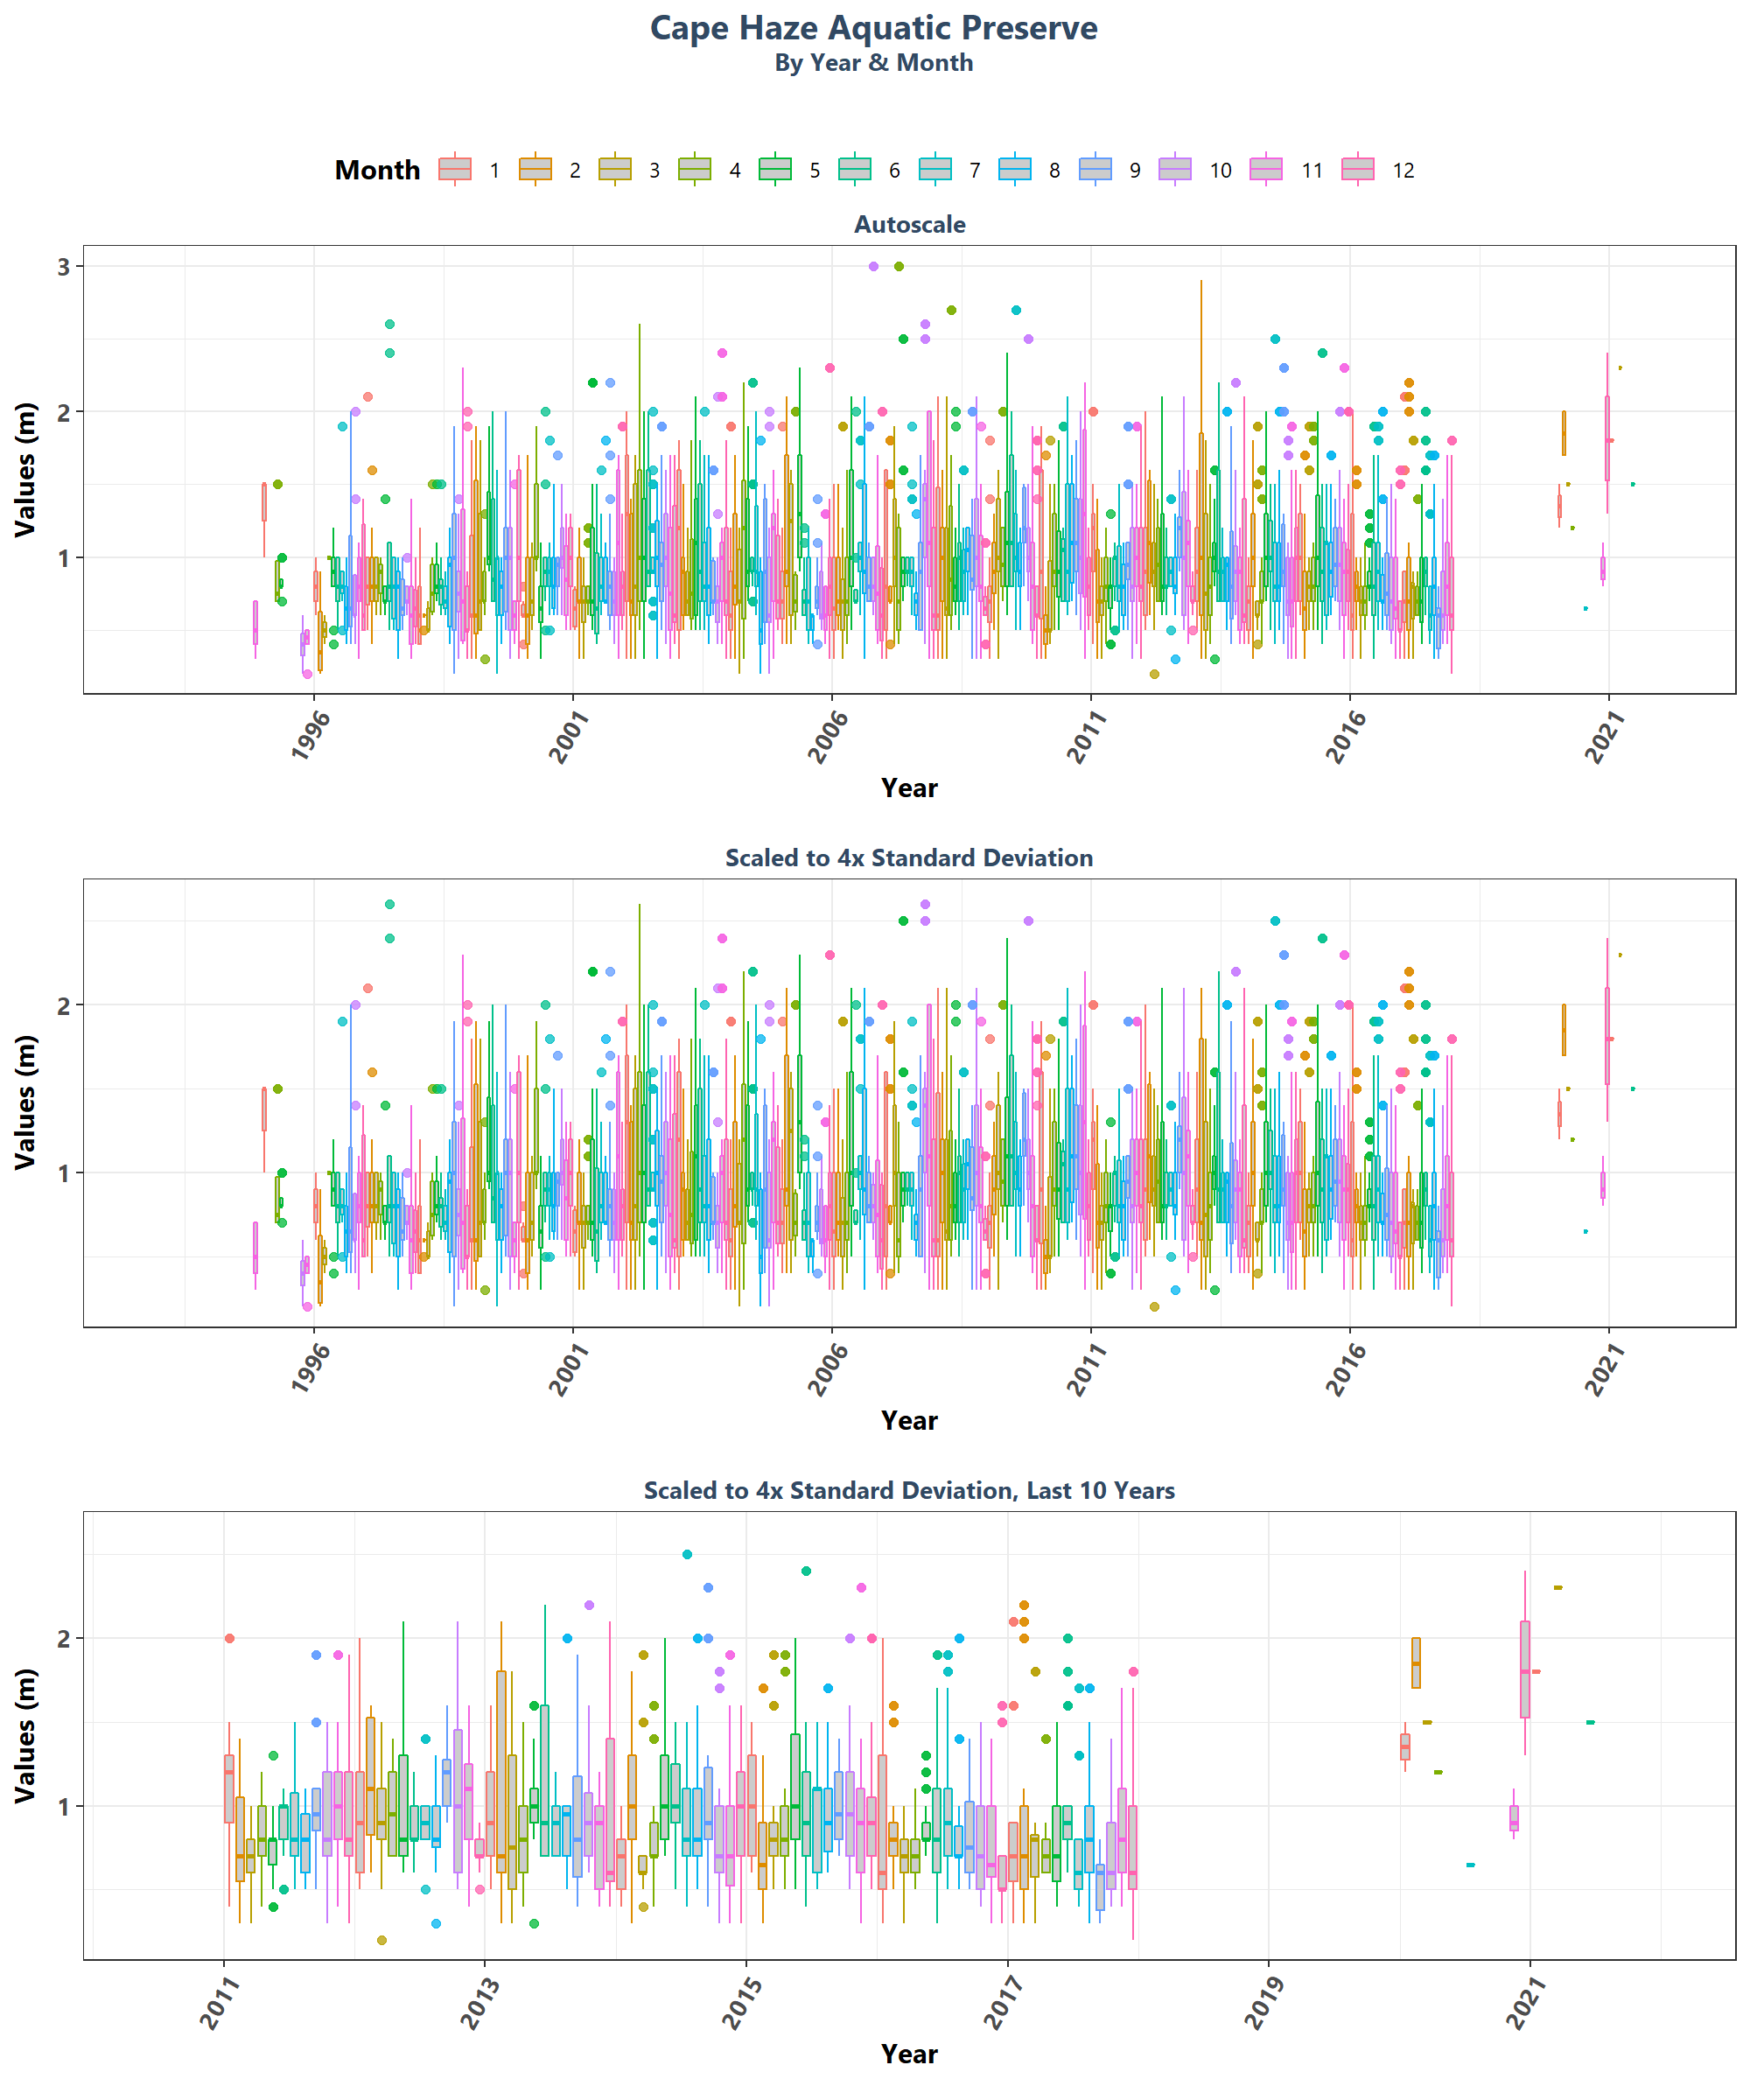 Cape Haze Aquatic Preserve
By Year & Month
Month 1 2 3 4 5 6 7 8 9 10 11 12
Autoscale
Values (m)
3
2
1
1996 2001 2006 2011 2016 2021
Year
Scaled to 4x Standard Deviation
Values (m)
2
1
1996 2001 2006 2011 2016 2021
Year
Scaled to 4x Standard Deviation, Last 10 Years
Values (m)
2
1
2011 2013 2015 2017 2019 2021
Year